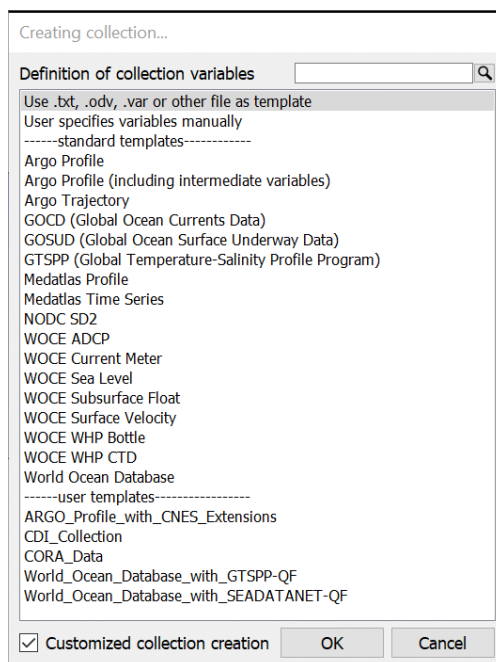 Creating collection...
Definition of collection variables
Use .txt, .odv, .var or other file as template
User specifies variables manually
------standard templates------------
Argo Profile
Argo Profile (including intermediate variables)
Argo Trajectory
GOCD (Global Ocean Currents Data)
GOSUD (Global Ocean Surface Underway Data)
GTSPP (Global Temperature-Salinity Profile Program)
Medatlas Profile
Medatlas Time Series
NODC SD2
WOCE ADCP
WOCE Current Meter
WOCE Sea Level
WOCE Subsurface Float
WOCE Surface Velocity
WOCE WHP Bottle
WOCE WHP CTD
World Ocean Database
------user templates-----------------
ARGO_Profile_with_CNES_Extensions
CDI_Collection
CORA_Data
World_Ocean_Database_with_GTSPP-QF
World_Ocean_Database_with_SEADATANET-QF
Customized collection creation OK Cancel